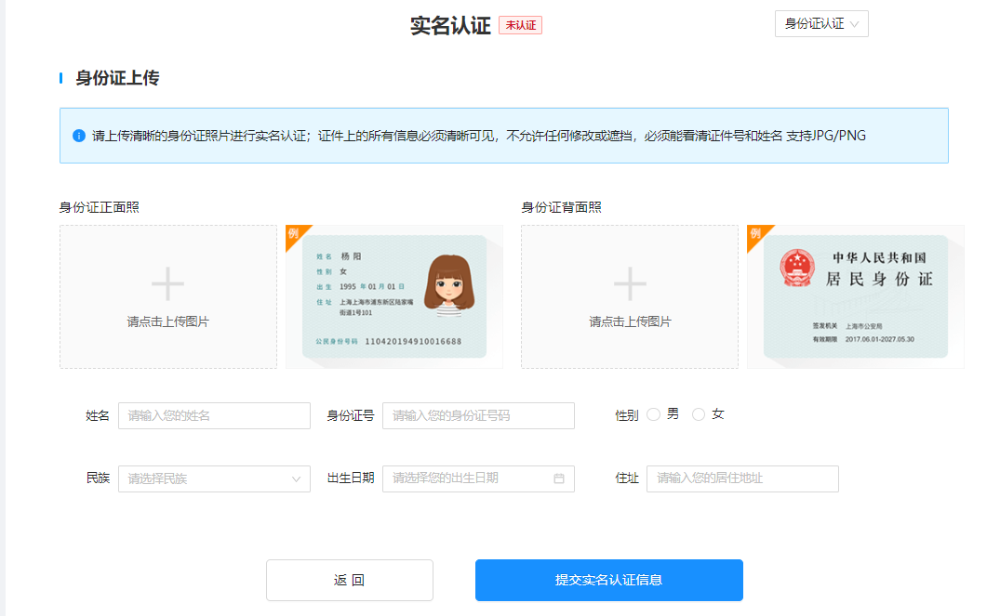 实名认证 未认证
身份证认证
身份证上传
请上传清晰的身份证照片进行实名认证；证件上的所有信息必须清晰可见，不允许任何修改或遮挡，必须能看清证件号和姓名 支持JPG/PNG
身份证正面照
身份证背面照
请点击上传图片
例
姓名 杨阳
性别 女
出生 1995 年 01 月 01 日
住址 上海上海市浦东新区陆家嘴
街道1号101
公民身份号码 110420194910016688
请点击上传图片
例
中华人民共和国
居民身份证
签发机关 上海市公安局
有效期限 2017.06.01-2027.05.30
姓名 请输入您的姓名
身份证号 请输入您的身份证号码
性别 男 女
民族 请选择民族
出生日期 请选择您的出生日期
住址 请输入您的居住地址
返回
提交实名认证信息